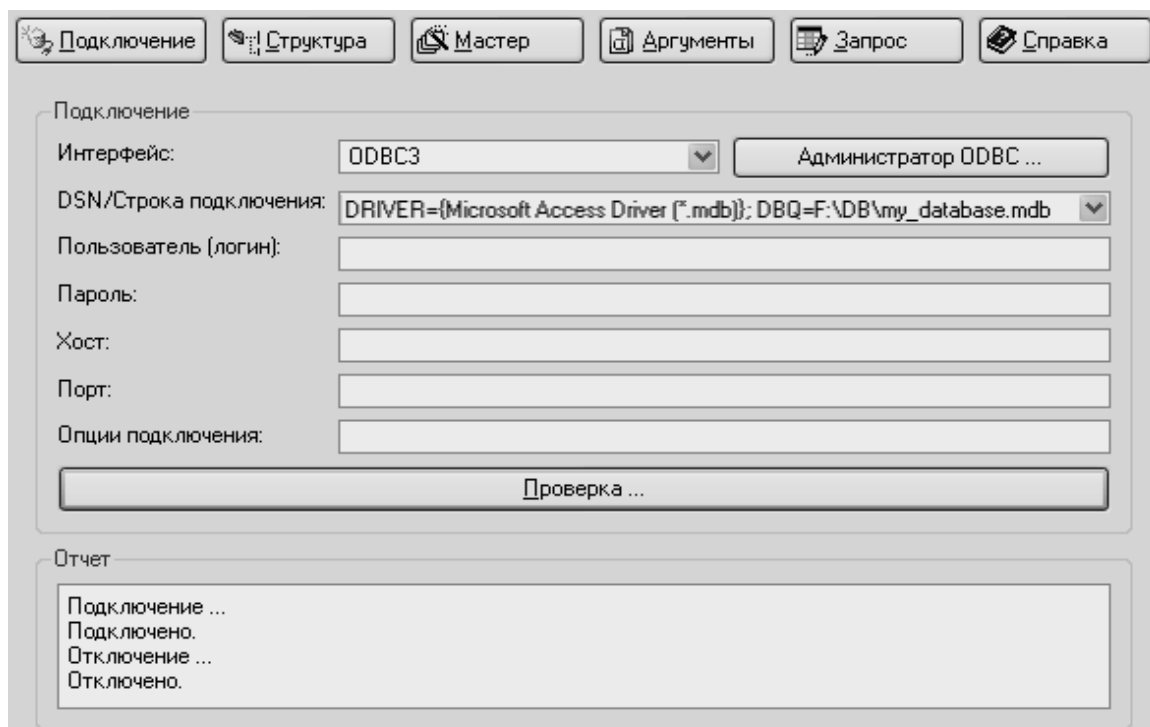 Подключение Структура Мастер Аргументы Запрос Справка
Подключение
Интерфейс: ODBC3 Администратор ODBC ...
DSN/Строка подключения: DRIVER={Microsoft Access Driver (*.mdb)}; DBQ=F:\DB\my_database.mdb
Пользователь (логин):
Пароль:
Хост:
Порт:
Опции подключения:
Проверка ...
Отчет
Подключение ...
Подключено.
Отключение ...
Отключено.